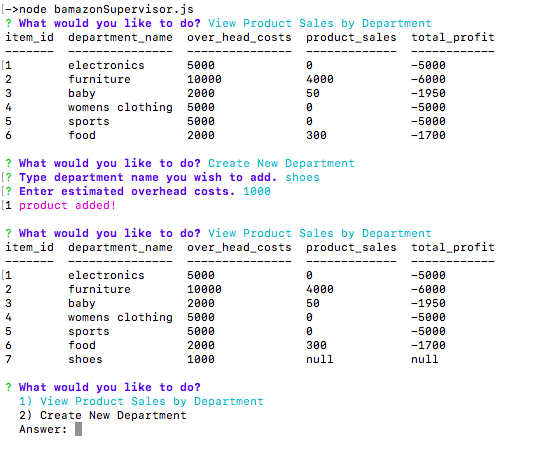 [->node bamazonSupervisor.js
? What would you like to do? View Product Sales by Department
item_id  department_name  over_head_costs  product_sales  total_profit
-------  ---------------  ---------------  -------------  ------------
[1        electronics      5000             0              -5000
2        furniture        10000            4000           -6000
3        baby             2000             50             -1950
4        womens clothing  5000             0              -5000
5        sports           5000             0              -5000
6        food             2000             300            -1700
? What would you like to do? Create New Department
[? Type department name you wish to add. shoes
[? Enter estimated overhead costs. 1000
[1 product added!
? What would you like to do? View Product Sales by Department
item_id  department_name  over_head_costs  product_sales  total_profit
-------  ---------------  ---------------  -------------  ------------
[1        electronics      5000             0              -5000
2        furniture        10000            4000           -6000
3        baby             2000             50             -1950
4        womens clothing  5000             0              -5000
5        sports           5000             0              -5000
6        food             2000             300            -1700
7        shoes            1000             null           null
? What would you like to do?
1) View Product Sales by Department
2) Create New Department
Answer: